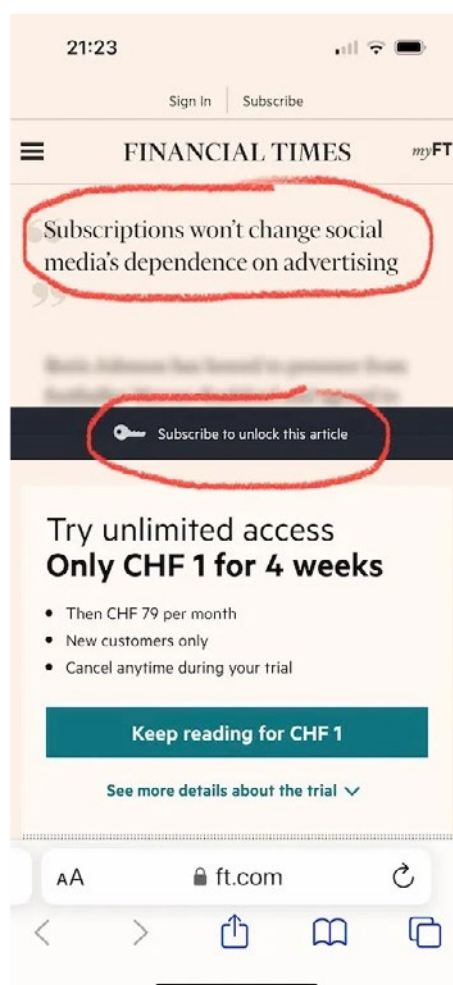 21:23
Sign In Subscribe
FINANCIAL TIMES myFT
“
Subscriptions won’t change social
media’s dependence on advertising
”
Subscribe to unlock this article
Try unlimited access
Only CHF 1 for 4 weeks
• Then CHF 79 per month
• New customers only
• Cancel anytime during your trial
Keep reading for CHF 1
See more details about the trial
AA ft.com